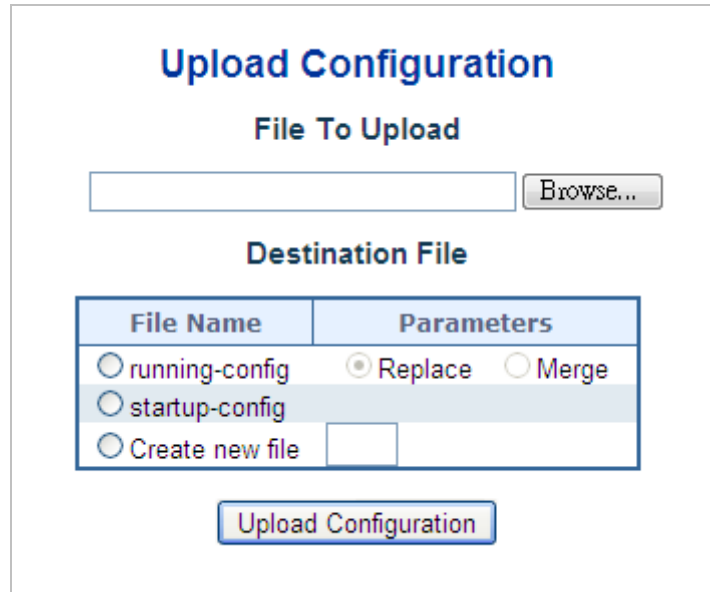 Upload Configuration
File To Upload
Browse...
Destination File
File Name Parameters
running-config Replace Merge
startup-config
Create new file
Upload Configuration